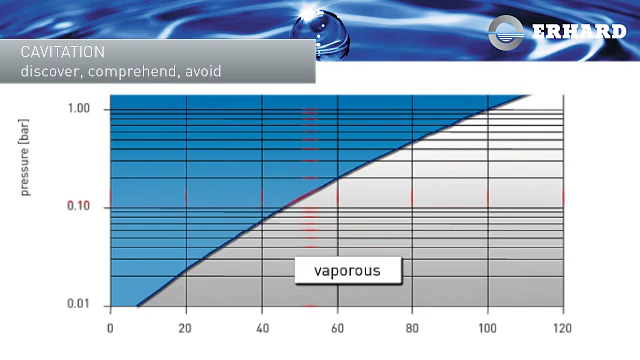 ERHARD
CAVITATION
discover, comprehend, avoid
pressure [bar]
1.00
0.10
0.01
vaporous
0 20 40 60 80 100 120